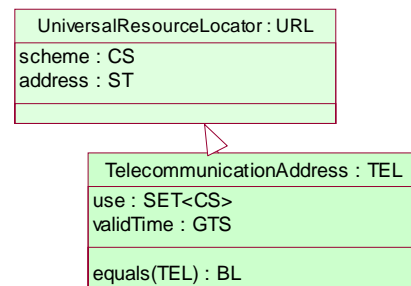 UniversalResourceLocator : URL
scheme : CS
address : ST
TelecommunicationAddress : TEL
use : SET<CS>
validTime : GTS
equals(TEL) : BL